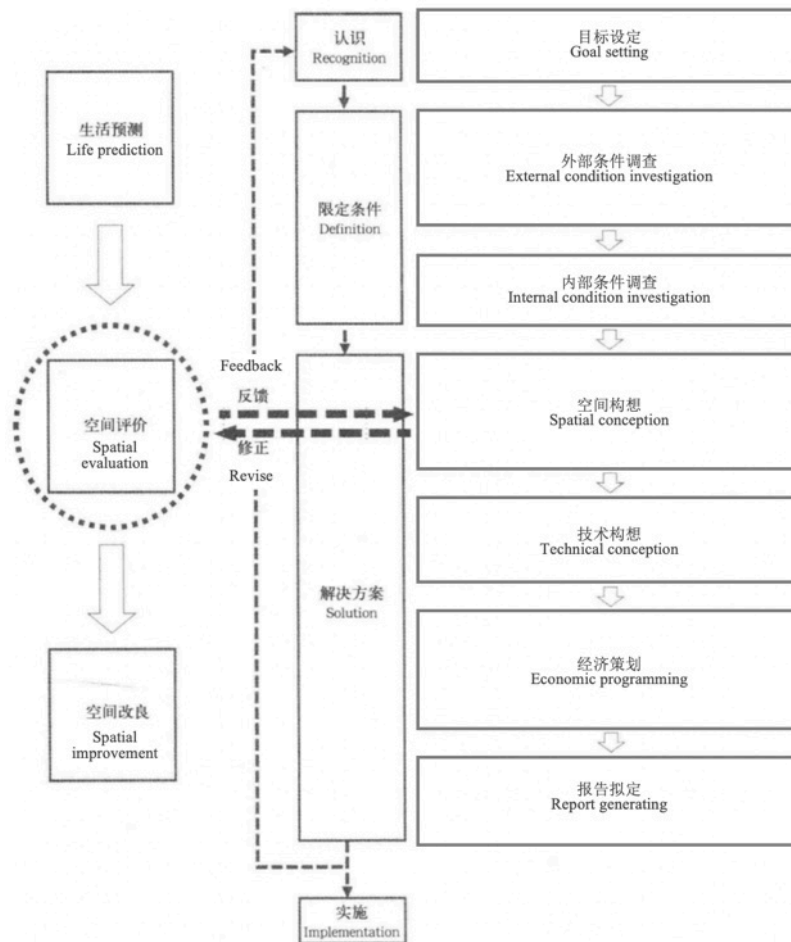 生活预测
Life prediction
空间评价
Spatial
evaluation
空间改良
Spatial
improvement
Feedback
反馈
修正
Revise
认识
Recognition
限定条件
Definition
解决方案
Solution
实施
Implementation
目标设定
Goal setting
外部条件调查
External condition investigation
内部条件调查
Internal condition investigation
空间构想
Spatial conception
技术构想
Technical conception
经济策划
Economic programming
报告拟定
Report generating